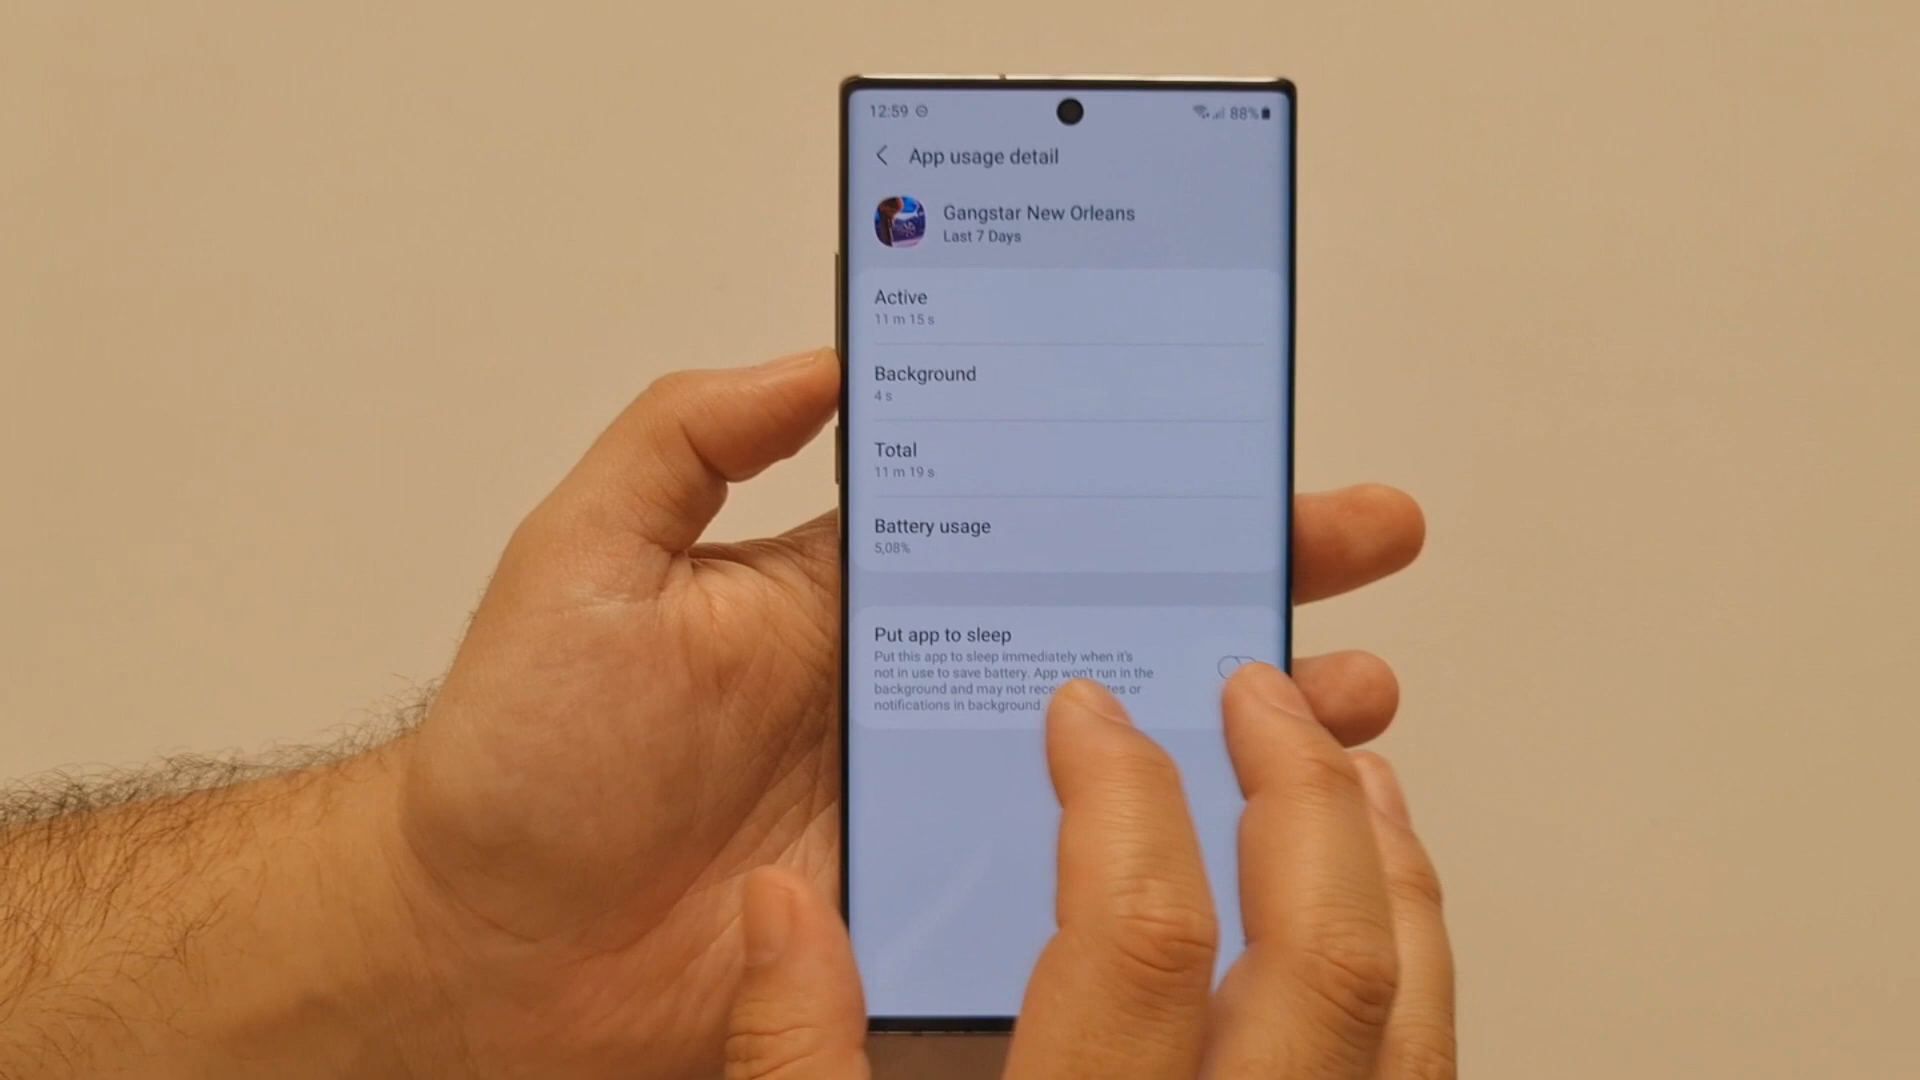 12:59
88%
App usage detail
Gangstar New Orleans
Last 7 Days
Active
11 m 15 s
Background
4 s
Total
11 m 19 s
Battery usage
5,08%
Put app to sleep
Put this app to sleep immediately when it's
not in use to save battery. App won't run in the
background and may not or
notifications in background.